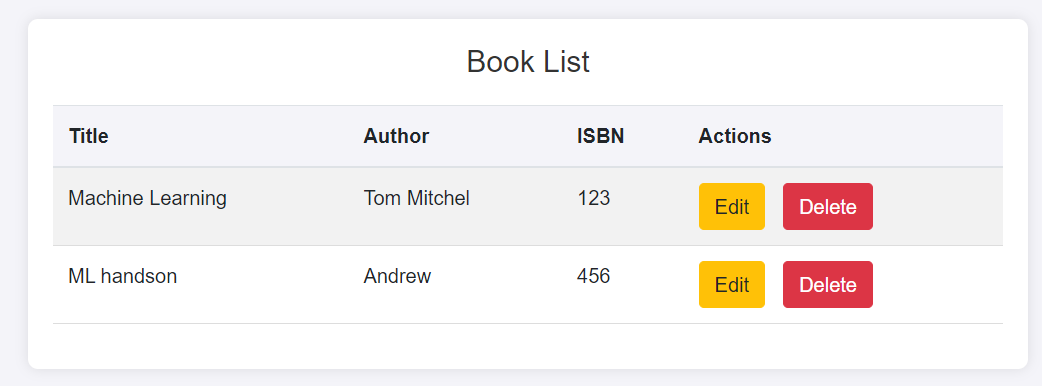 Book List
Title Author ISBN Actions
Machine Learning Tom Mitchel 123 Edit Delete
ML handson Andrew 456 Edit Delete